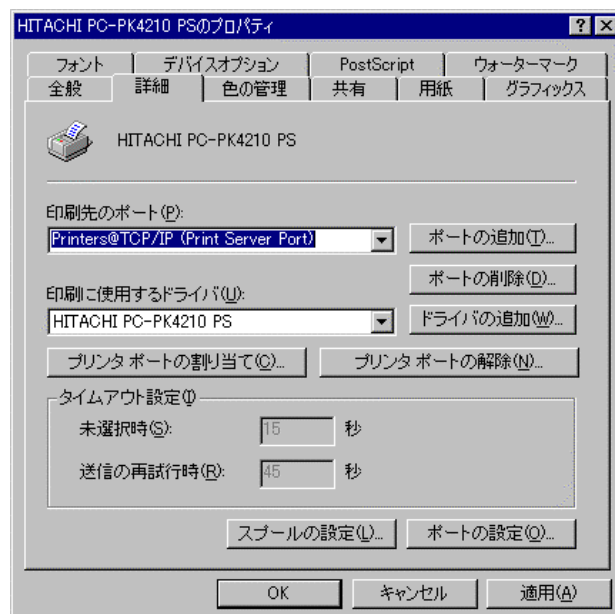 HITACHI PC-PK4210 PSのプロパティ
フォント デバイスオプション PostScript ウォーターマーク
全般 詳細 色の管理 共有 用紙 グラフィックス
HITACHI PC-PK4210 PS
印刷先のポート(P):
Printers@TCP/IP (Print Server Port) ポートの追加(T)...
ポートの削除(D)...
印刷に使用するドライバ(U):
HITACHI PC-PK4210 PS ドライバの追加(W)...
プリンタ ポートの割り当て(C)... プリンタ ポートの解除(N)...
タイムアウト設定(I)
未選択時(S): 15 秒
送信の再試行時(R): 45 秒
スプールの設定(L)... ポートの設定(O)...
OK キャンセル 適用(A)